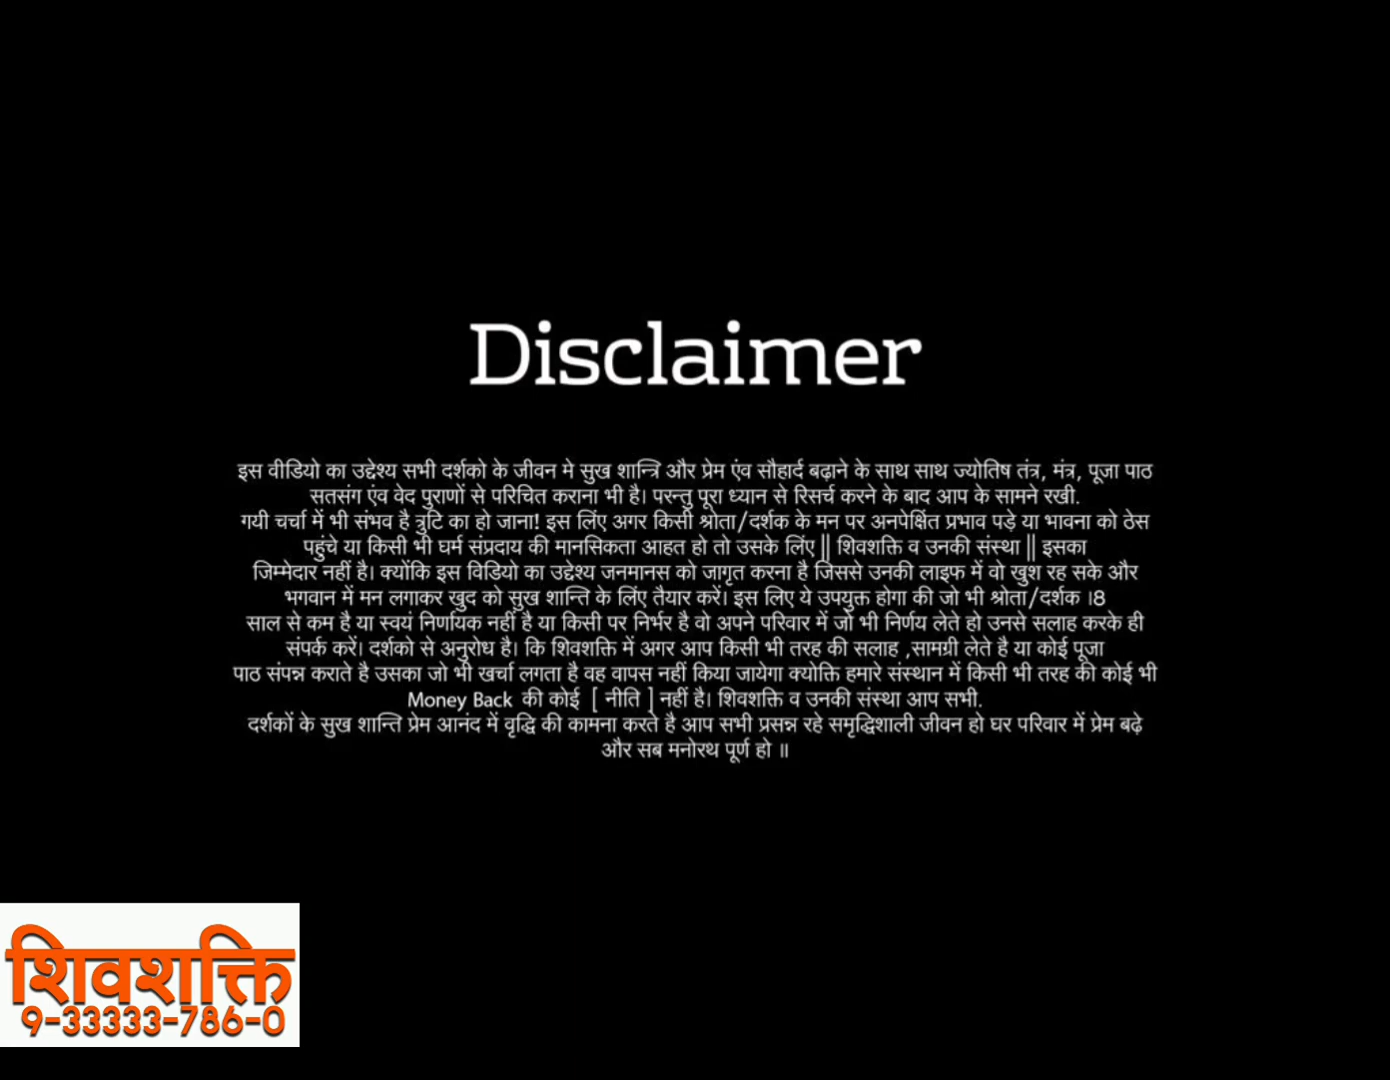 Disclaimer
इस वीडियो का उद्देश्य सभी दर्शको के जीवन मे सुख शान्त्रि और प्रेम एंव सौहार्द बढ़ाने के साथ साथ ज्योतिष तंत्र, मंत्र, पूजा पाठ
सतसंग एंव वेद पुराणों से परिचित कराना भी है। परन्तु पूरा ध्यान से रिसर्च करने के बाद आप के सामने रखी.
गयी चर्चा में भी संभव है त्रुटि का हो जाना! इस लिंए अगर किसी श्रोता/दर्शक के मन पर अनपेक्षित प्रभाव पड़े या भावना को ठेस
पहुंचे या किसी भी घर्म संप्रदाय की मानसिकता आहत हो तो उसके लिंए || शिवशक्ति व उनकी संस्था || इसका
जिम्मेदार नहीं है। क्योंकि इस विडियो का उद्देश्य जनमानस को जागृत करना है जिससे उनकी लाइफ में वो खुश रह सके और
भगवान में मन लगाकर खुद को सुख शान्ति के लिंए तैयार करें। इस लिए ये उपयुक्त होगा की जो भी श्रोता/दर्शक ।8
साल से कम है या स्वयं निर्णायक नहीं है या किसी पर निर्भर है वो अपने परिवार में जो भी निर्णय लेते हो उनसे सलाह करके ही
संपर्क करें। दर्शको से अनुरोध है। कि शिवशक्ति में अगर आप किसी भी तरह की सलाह ,सामग्री लेते है या कोई पूजा
पाठ संपन्न कराते है उसका जो भी खर्चा लगता है वह वापस नहीं किया जायेगा क्योक्ति हमारे संस्थान में किसी भी तरह की कोई भी
Money Back की कोई [ नीति ] नहीं है। शिवशक्ति व उनकी संस्था आप सभी.
दर्शकों के सुख शान्ति प्रेम आनंद में वृद्धि की कामना करते है आप सभी प्रसन्न रहे समृद्धिशाली जीवन हो घर परिवार में प्रेम बढ़े
और सब मनोरथ पूर्ण हो ॥
शिवशक्ति
9-33333-786-0